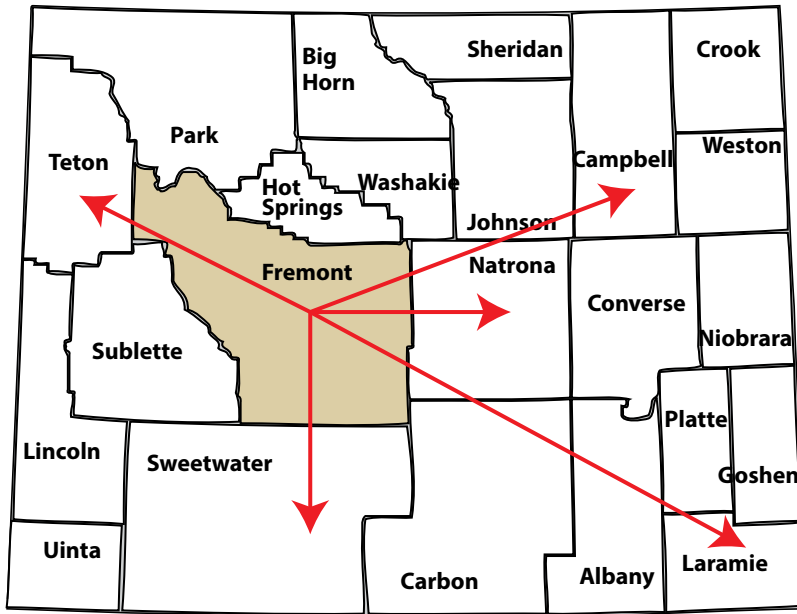 Sheridan
Crook
Big
Horn
Park
Teton
Campbell
Weston
Hot
Springs
Washakie
Johnson
Fremont
Natrona
Converse
Niobrara
Sublette
Platte
Lincoln
Sweetwater
Goshen
Uinta
Carbon
Albany
Laramie